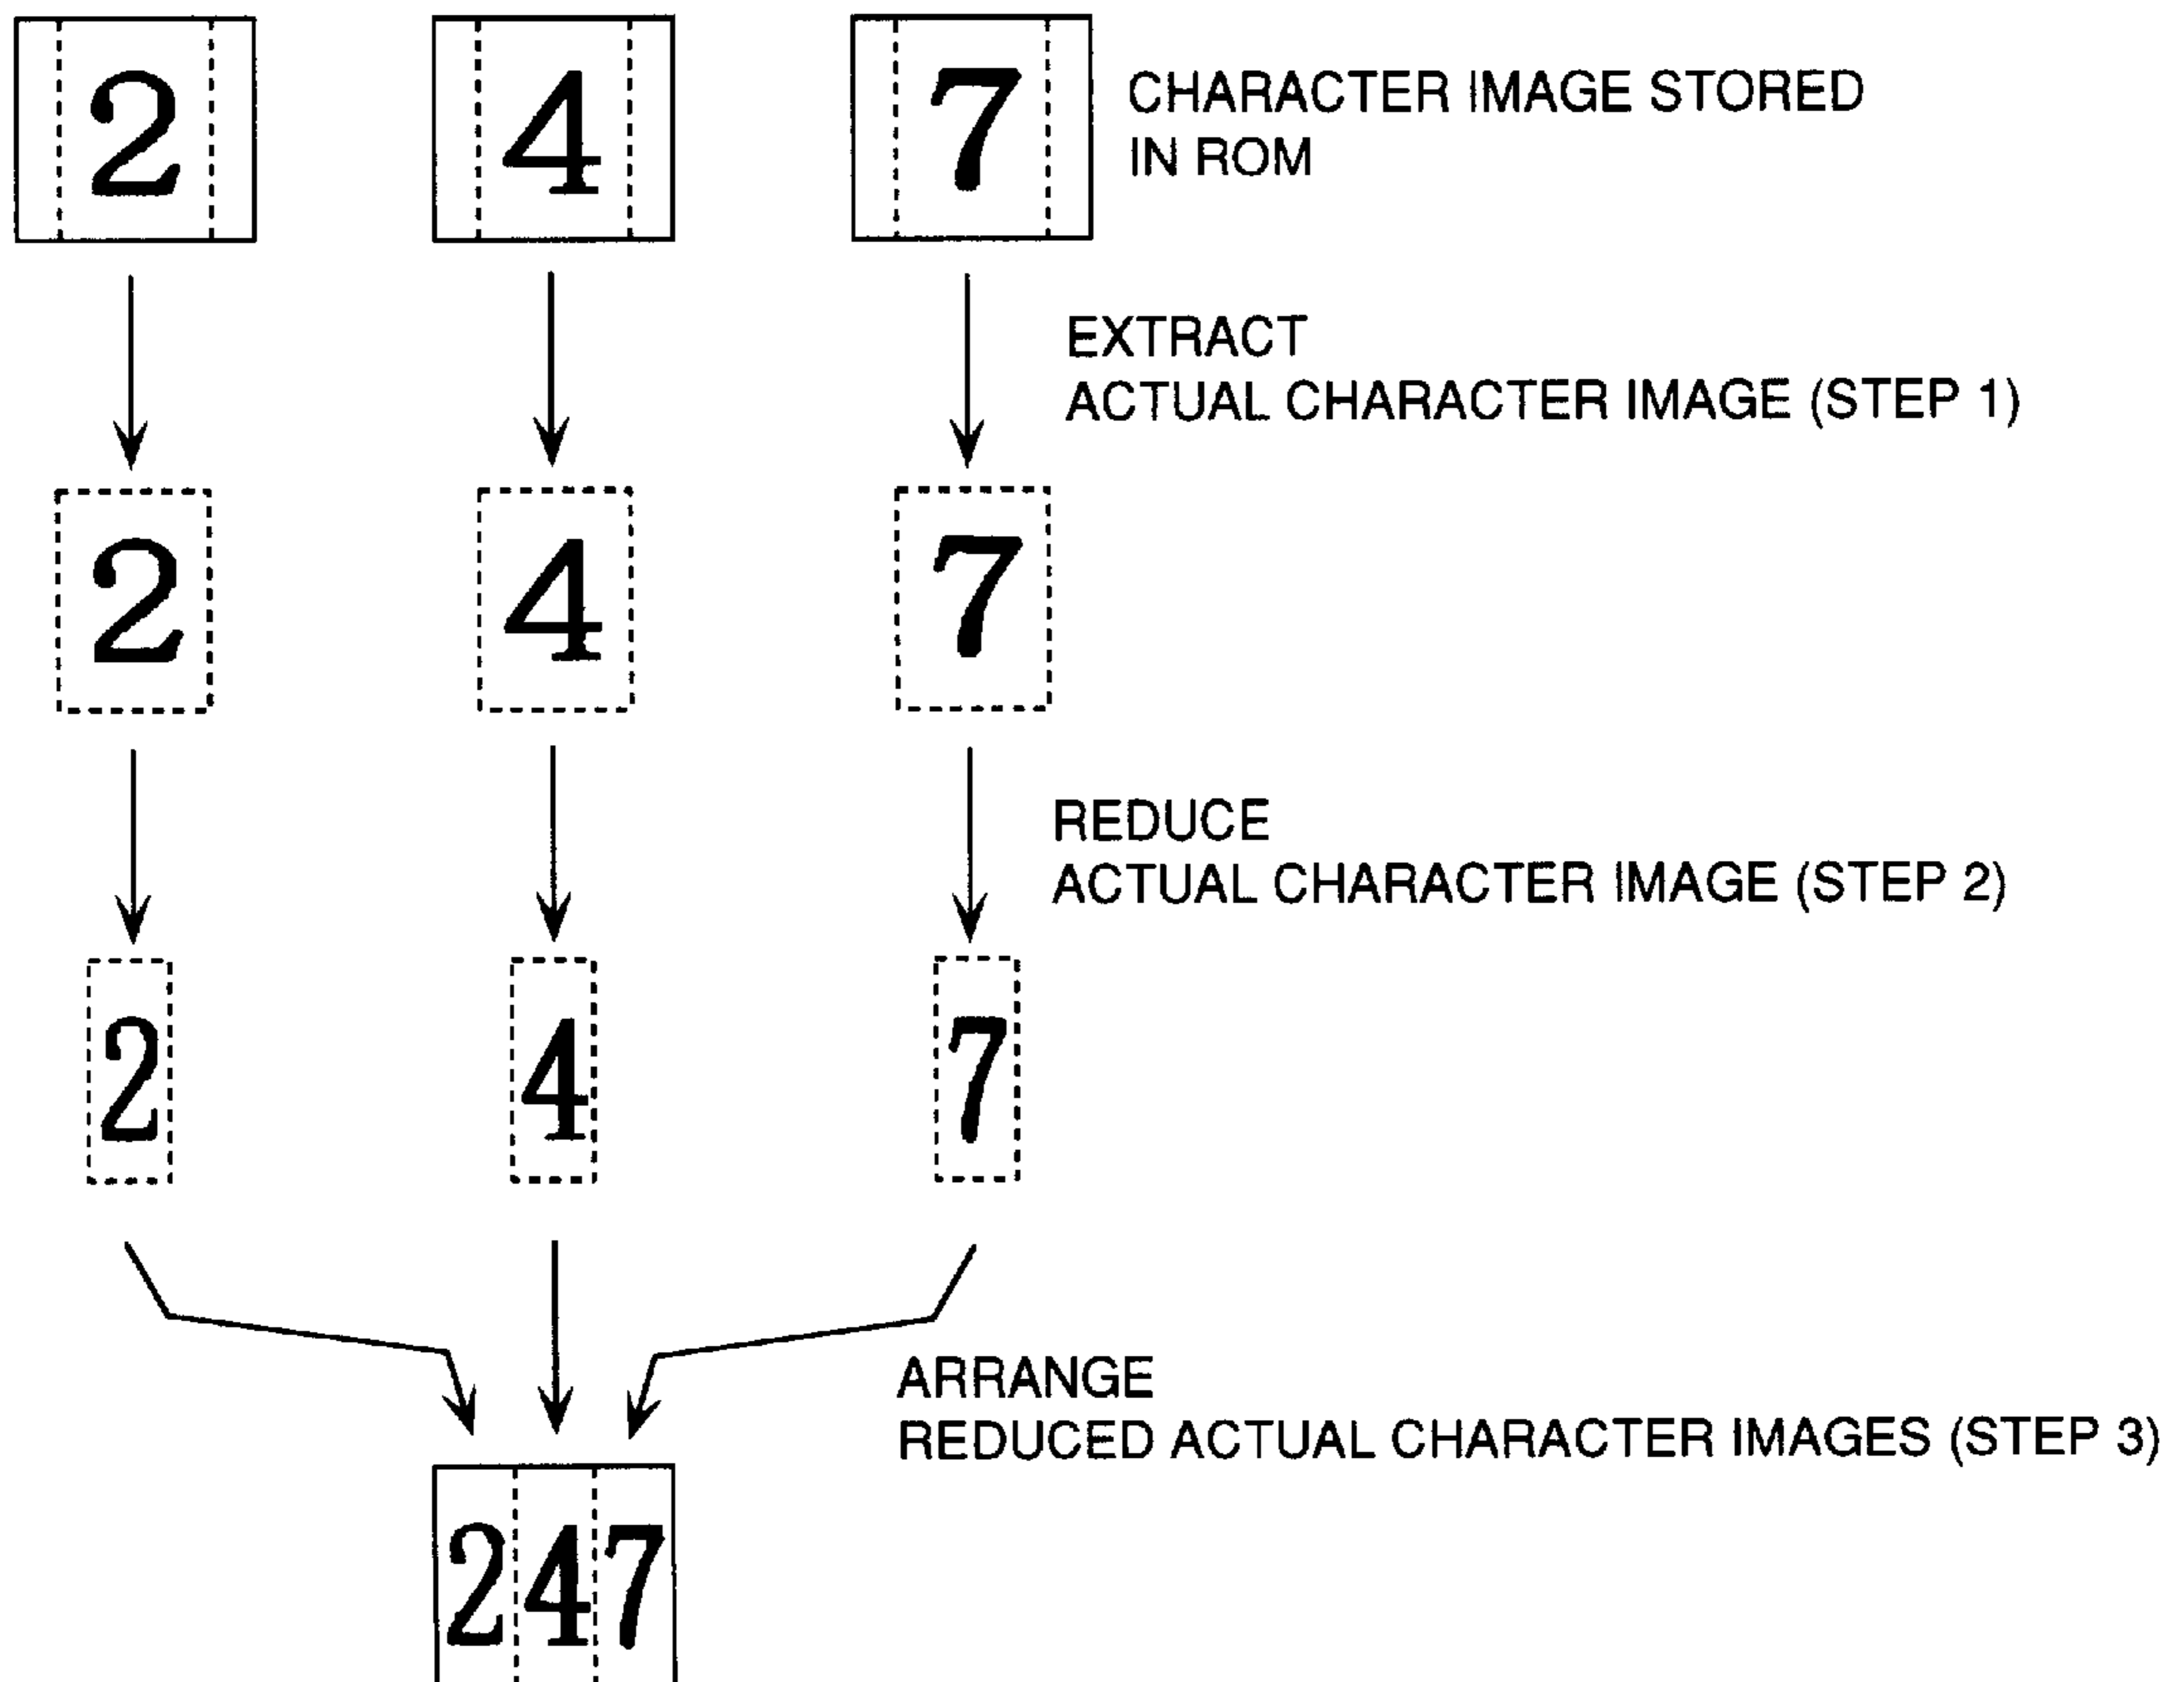 2 4 7 CHARACTER IMAGE STORED
IN ROM
EXTRACT
ACTUAL CHARACTER IMAGE (STEP 1)
2 4 7
REDUCE
ACTUAL CHARACTER IMAGE (STEP 2)
2 4 7
ARRANGE
REDUCED ACTUAL CHARACTER IMAGES (STEP 3)
247